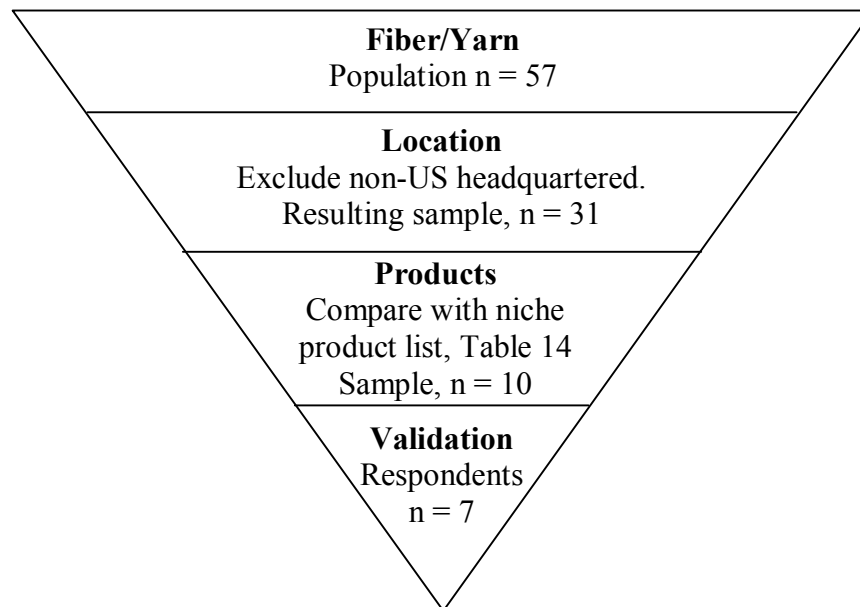 Fiber/Yarn
Population n = 57
Location
Exclude non-US headquartered.
Resulting sample, n = 31
Products
Compare with niche
product list, Table 14
Sample, n = 10
Validation
Respondents
n = 7